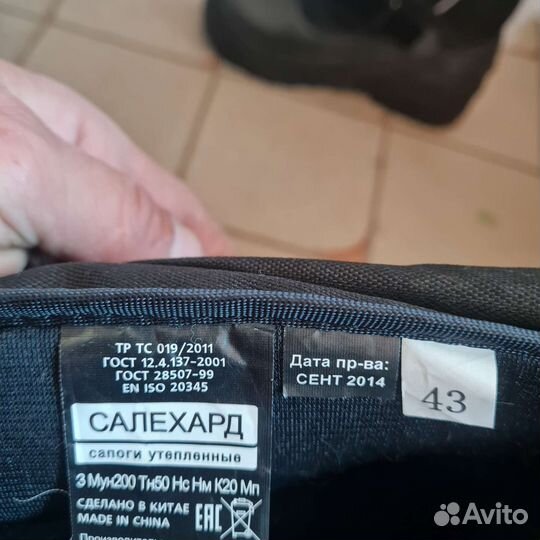 ТР ТС 019/2011
ГОСТ 12.4.137-2001
ГОСТ 28507-99
EN ISO 20345
САЛЕХАРД
сапоги утепленные
З Мун200 Тн50 Нс Нм К20 Мп
СДЕЛАНО В КИТАЕ
MADE IN CHINA
EAC
Дата пр-ва:
СЕНТ 2014
43
Avito